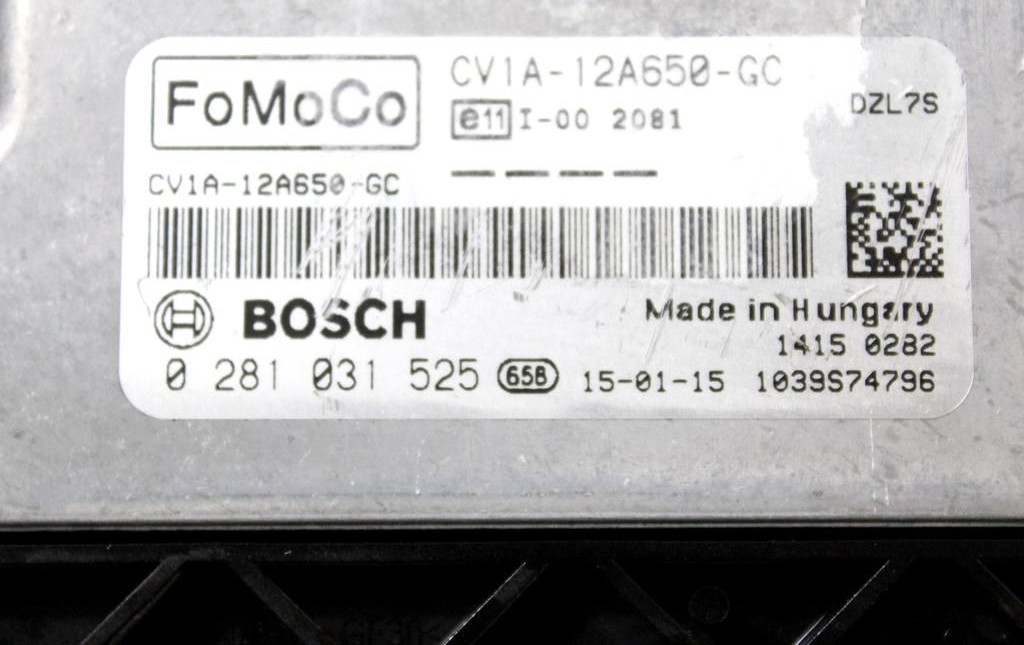 FoMoCo
CV1A-12A650-GC
e11 I-00 2081
DZL7S
CV1A-12A650-GC
BOSCH
Made in Hungary
1415 0282
0 281 031 525 658 15-01-15 1039S74796